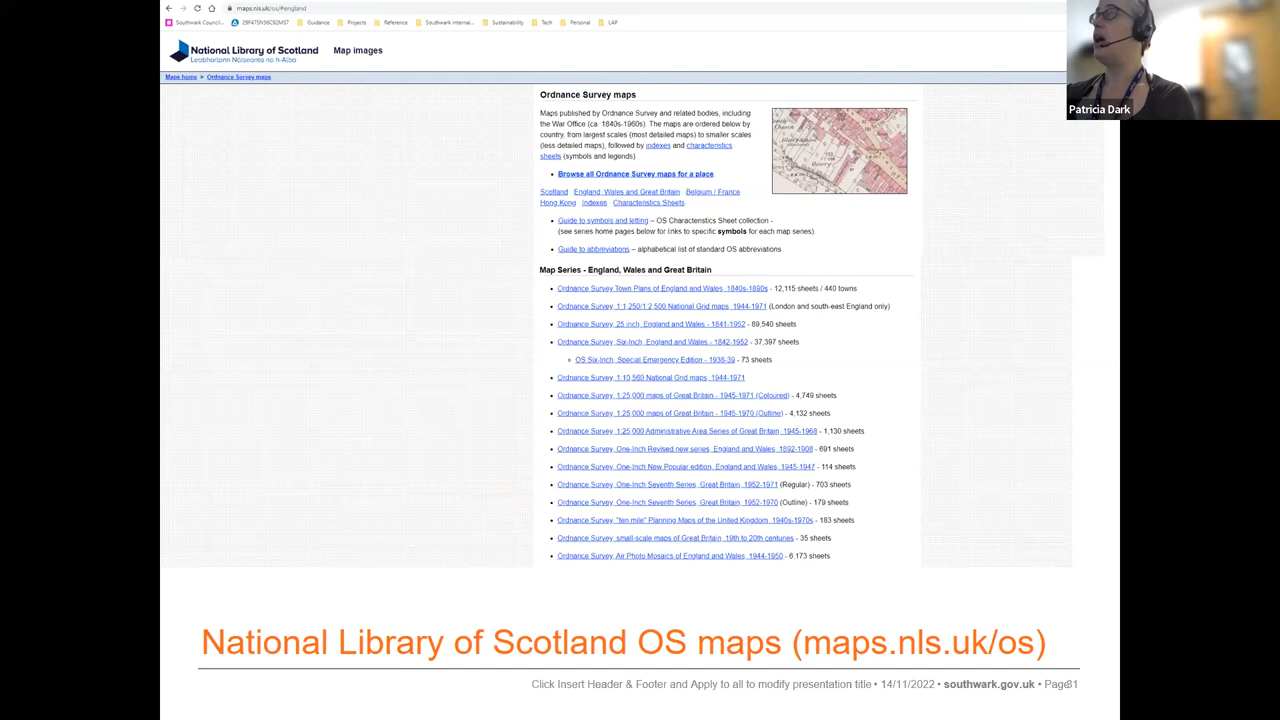 maps.nls.uk/os/#england
Southwark Council...
29F475N56C92M57
Guidance
Projects
Reference
Southwark internal...
Sustainability
Tech
Personal
LAP
National Library of Scotland
Leabharlann Nàiseanta na h-Alba
Map images
Maps home > Ordnance Survey maps
Patricia Dark
Ordnance Survey maps
Maps published by Ordnance Survey and related bodies, including
the War Office (ca. 1840s-1960s). The maps are ordered below by
country, from largest scales (most detailed maps) to smaller scales
(less detailed maps), followed by indexes and characteristics
sheets (symbols and legends)
• Browse all Ordnance Survey maps for a place
Scotland England, Wales and Great Britain Belgium / France
Hong Kong Indexes Characteristics Sheets
• Guide to symbols and letting – OS Characteristics Sheet collection -
(see series home pages below for links to specific symbols for each map series).
• Guide to abbreviations – alphabetical list of standard OS abbreviations
Map Series - England, Wales and Great Britain
• Ordnance Survey Town Plans of England and Wales, 1840s-1890s - 12,115 sheets / 440 towns
• Ordnance Survey, 1:1,250/1:2,500 National Grid maps, 1944-1971 (London and south-east England only)
• Ordnance Survey, 25 inch, England and Wales - 1841-1952 - 89,540 sheets
• Ordnance Survey, Six-Inch, England and Wales - 1842-1952 - 37,397 sheets
OS Six-Inch, Special Emergency Edition - 1938-39 - 73 sheets
• Ordnance Survey, 1:10,560 National Grid maps, 1944-1971
• Ordnance Survey, 1:25,000 maps of Great Britain - 1945-1971 (Coloured) - 4,749 sheets
• Ordnance Survey, 1:25,000 maps of Great Britain - 1945-1970 (Outline) - 4,132 sheets
• Ordnance Survey, 1:25,000 Administrative Area Series of Great Britain, 1945-1968 - 1,130 sheets
• Ordnance Survey, One-Inch Revised new series, England and Wales, 1892-1908 - 691 sheets
• Ordnance Survey, One-Inch New Popular edition, England and Wales, 1945-1947 - 114 sheets
• Ordnance Survey, One-Inch Seventh Series, Great Britain, 1952-1971 (Regular) - 703 sheets
• Ordnance Survey, One-Inch Seventh Series, Great Britain, 1952-1970 (Outline) - 179 sheets
• Ordnance Survey, "ten mile" Planning Maps of the United Kingdom, 1940s-1970s - 183 sheets
• Ordnance Survey, small-scale maps of Great Britain, 19th to 20th centuries - 35 sheets
• Ordnance Survey, Air Photo Mosaics of England and Wales, 1944-1950 - 6,173 sheets
National Library of Scotland OS maps (maps.nls.uk/os)
Click Insert Header & Footer and Apply to all to modify presentation title • 14/11/2022 • southwark.gov.uk • Page31